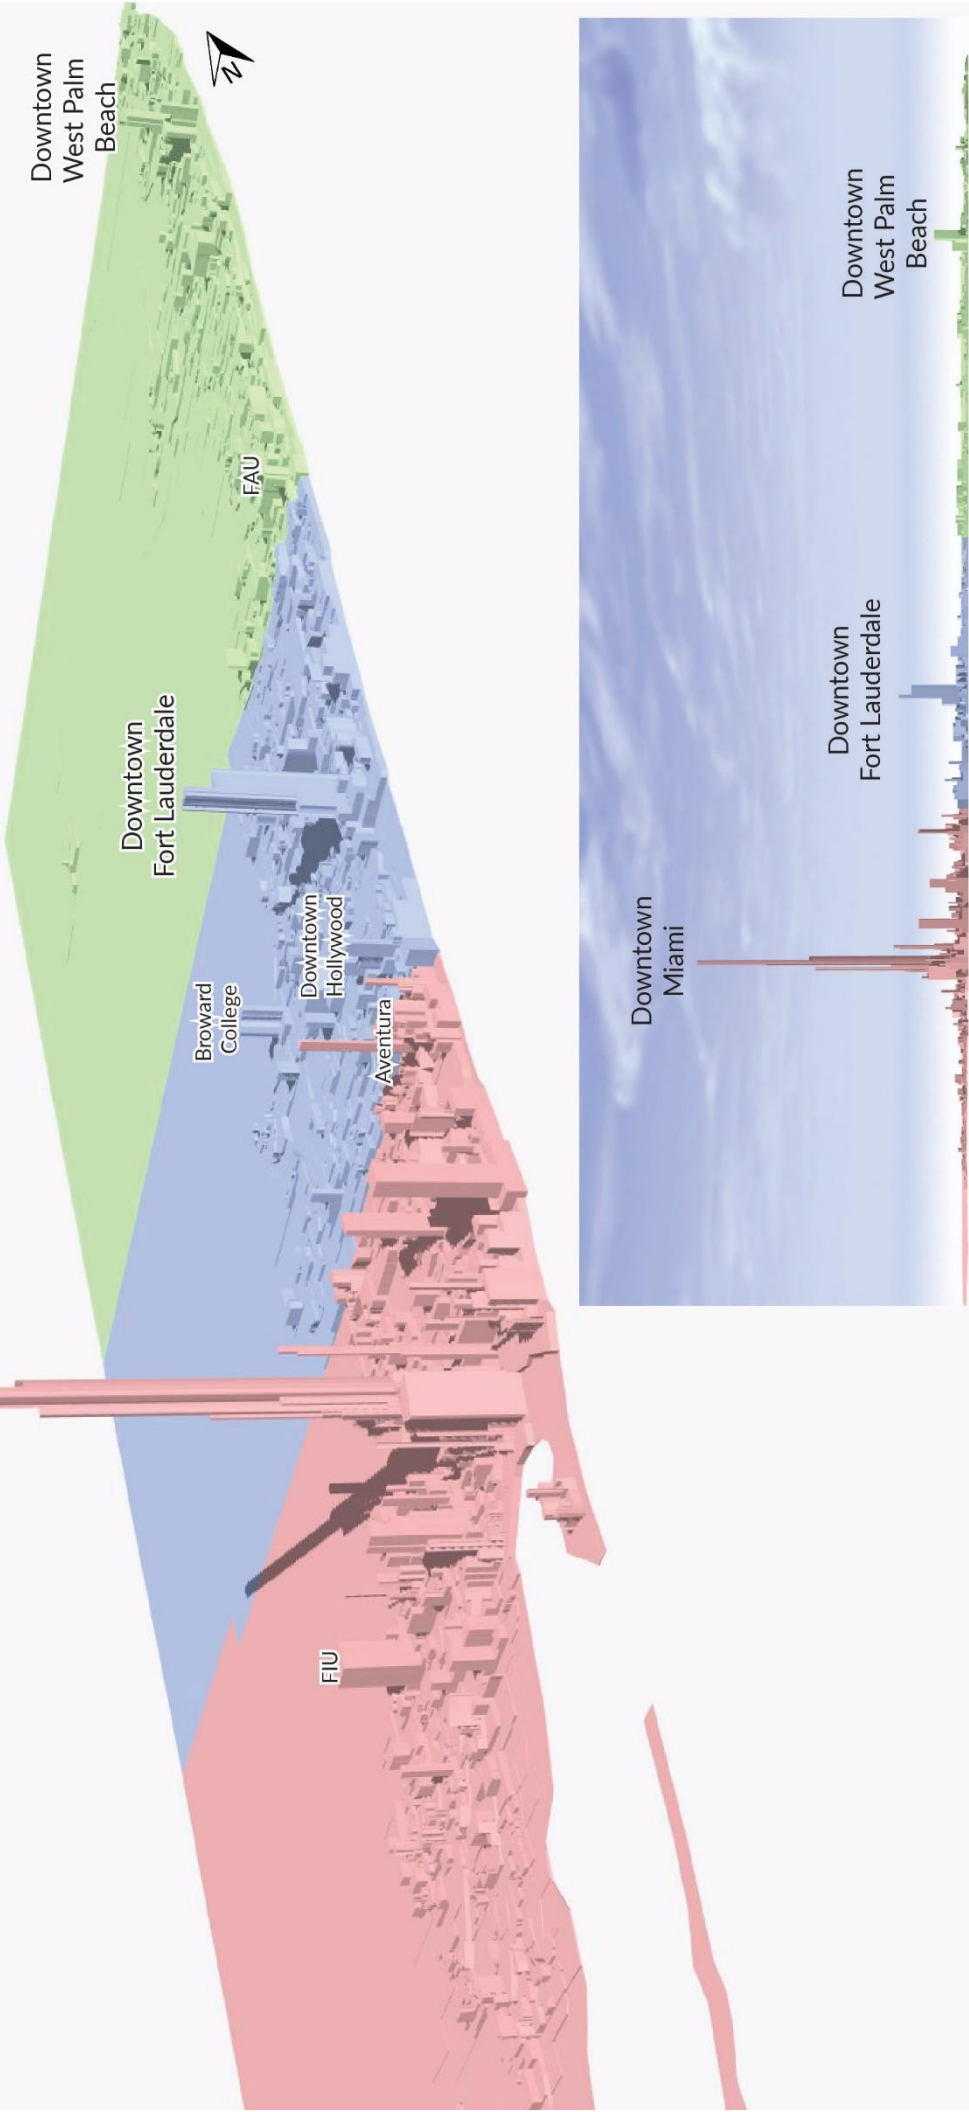 Downtown
West Palm
Beach
N
FAU
Downtown
Fort Lauderdale
Downtown
Hollywood
Broward
College
Aventura
FIU
Downtown
Miami
Downtown
Fort Lauderdale
Downtown
West Palm
Beach